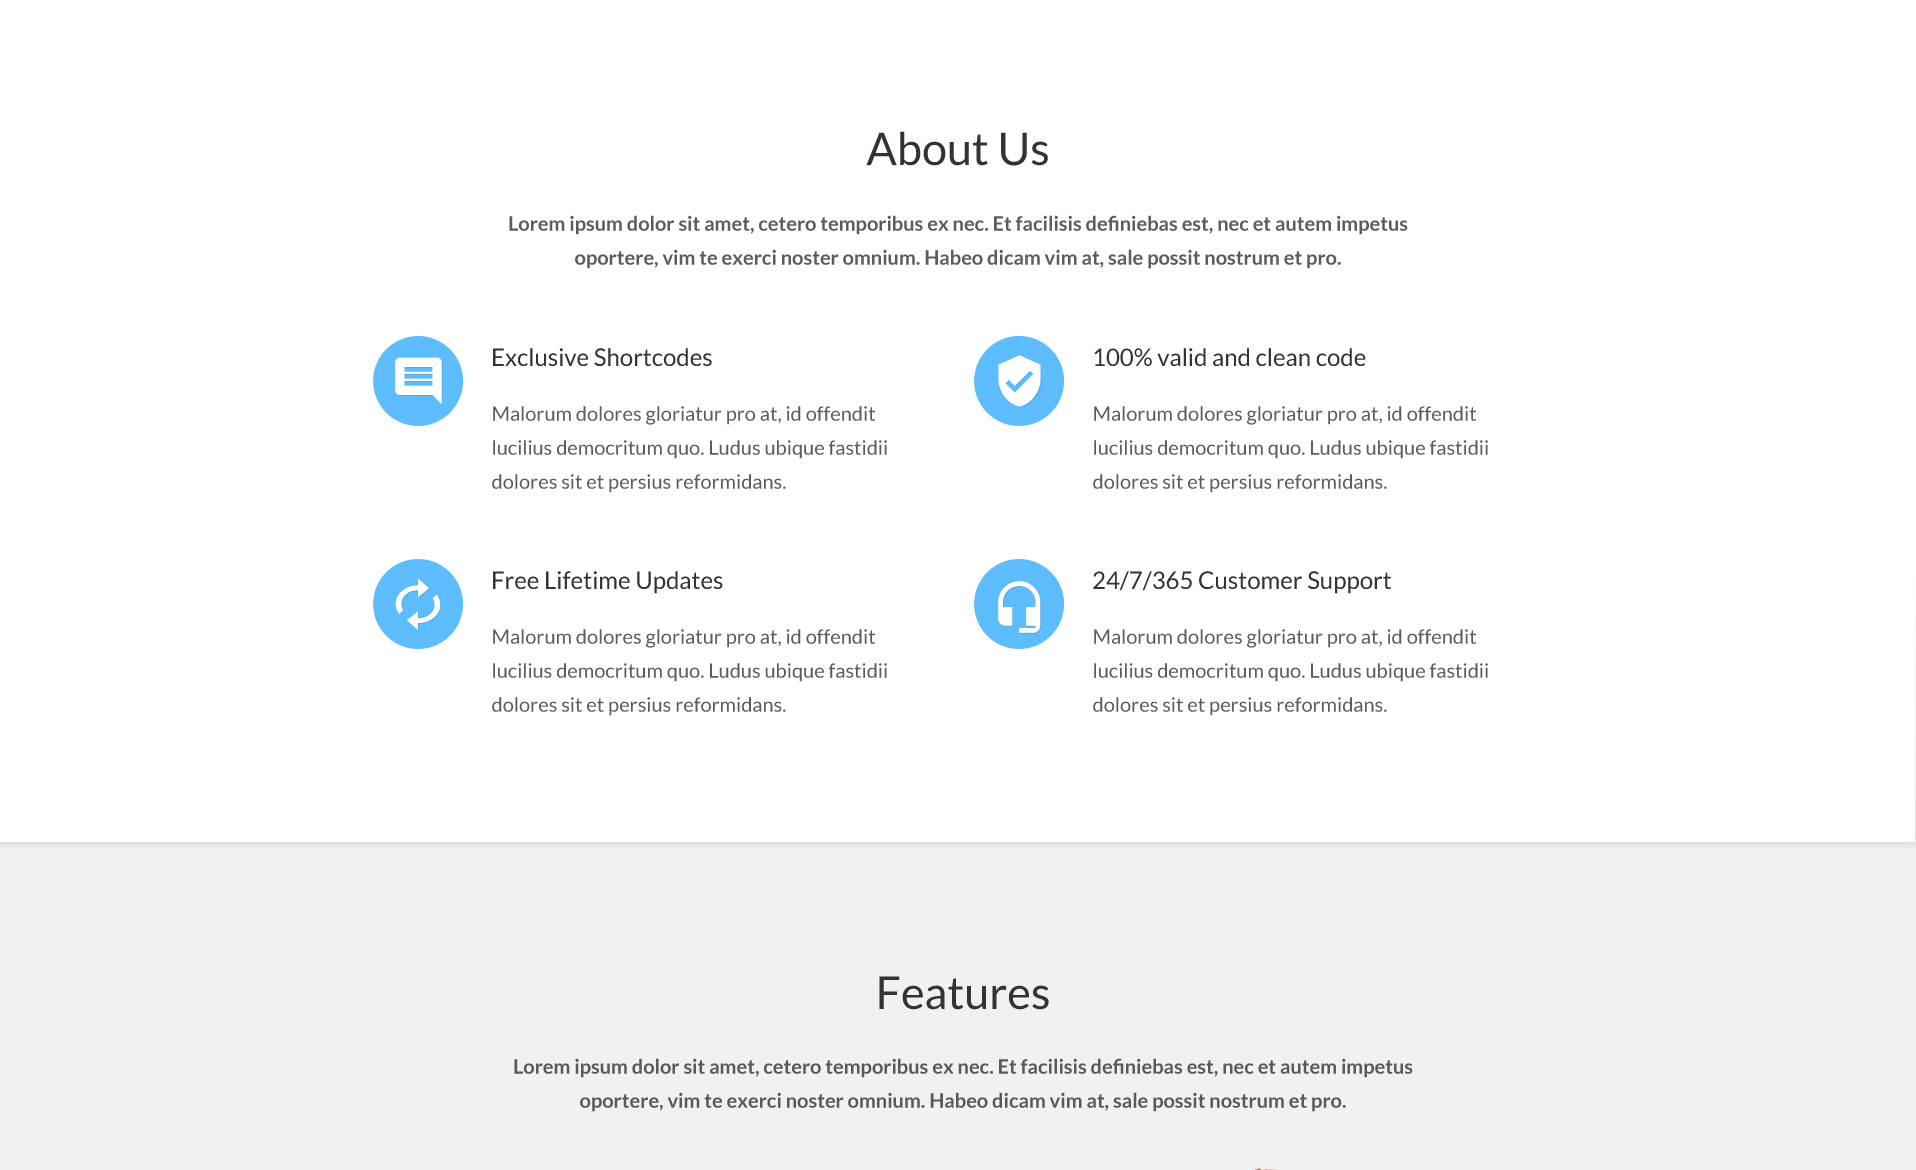 About Us
Lorem ipsum dolor sit amet, cetero temporibus ex nec. Et facilisis definiebas est, nec et autem impetus
oportere, vim te exerci noster omnium. Habeo dicam vim at, sale possit nostrum et pro.
Exclusive Shortcodes
Malorum dolores gloriatur pro at, id offendit
lucilius democritum quo. Ludus ubique fastidii
dolores sit et persius reformidans.
100% valid and clean code
Malorum dolores gloriatur pro at, id offendit
lucilius democritum quo. Ludus ubique fastidii
dolores sit et persius reformidans.
Free Lifetime Updates
Malorum dolores gloriatur pro at, id offendit
lucilius democritum quo. Ludus ubique fastidii
dolores sit et persius reformidans.
24/7/365 Customer Support
Malorum dolores gloriatur pro at, id offendit
lucilius democritum quo. Ludus ubique fastidii
dolores sit et persius reformidans.
Features
Lorem ipsum dolor sit amet, cetero temporibus ex nec. Et facilisis definiebas est, nec et autem impetus
oportere, vim te exerci noster omnium. Habeo dicam vim at, sale possit nostrum et pro.